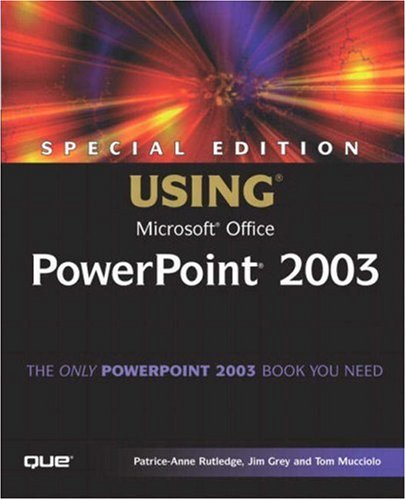 SPECIAL EDITION
USING®
Microsoft® Office
PowerPoint® 2003
THE ONLY POWERPOINT 2003 BOOK YOU NEED
que®
Patrice-Anne Rutledge, Jim Grey and Tom Mucciolo